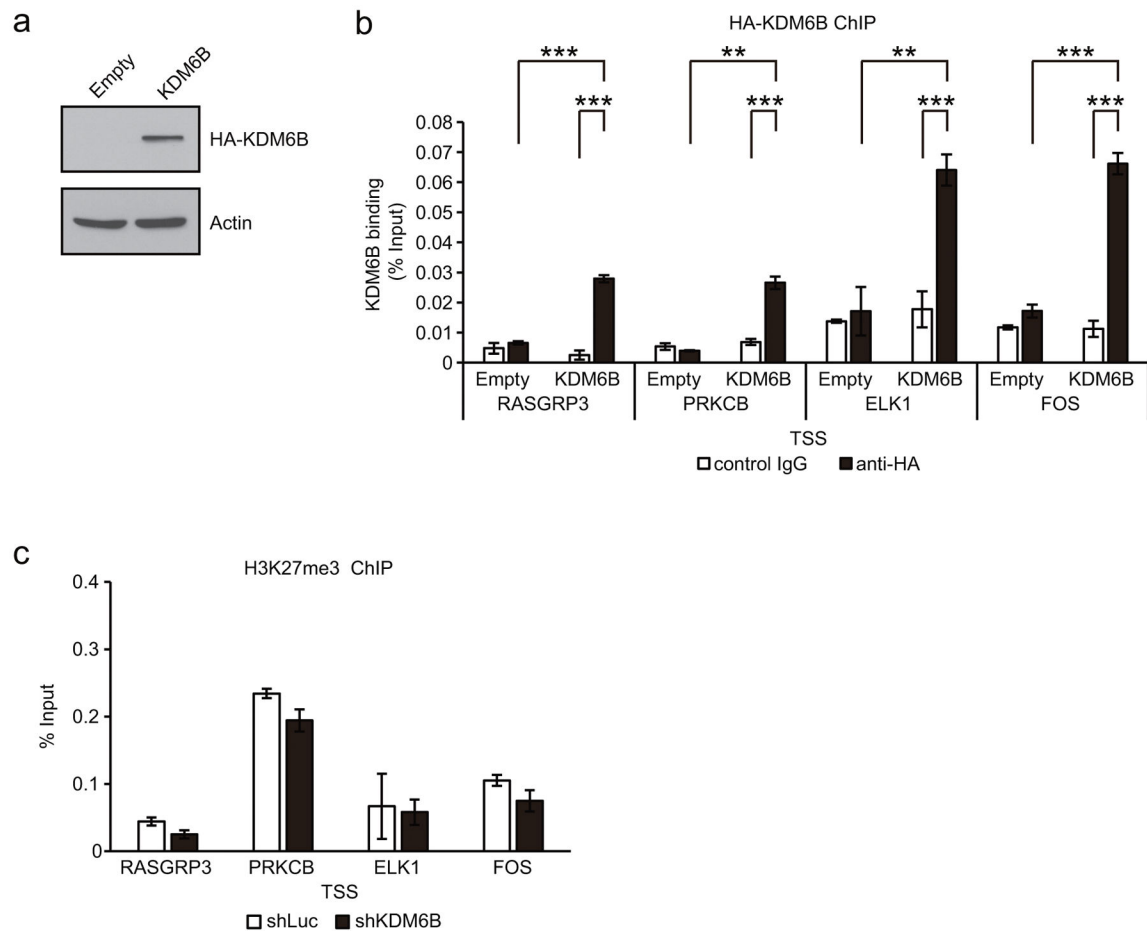 a
Empty
KDM6B
HA-KDM6B
Actin
b
HA-KDM6B ChIP
*** ** ** ***
*** *** *** ***
KDM6B binding
(% Input)
0.08
0.07
0.06
0.05
0.04
0.03
0.02
0.01
0
Empty KDM6B Empty KDM6B Empty KDM6B Empty KDM6B
RASGRP3 PRKCB ELK1 FOS
TSS
control IgG anti-HA
c
H3K27me3 ChIP
% Input
0.4
0.3
0.2
0.1
0
RASGRP3 PRKCB ELK1 FOS
TSS
shLuc shKDM6B